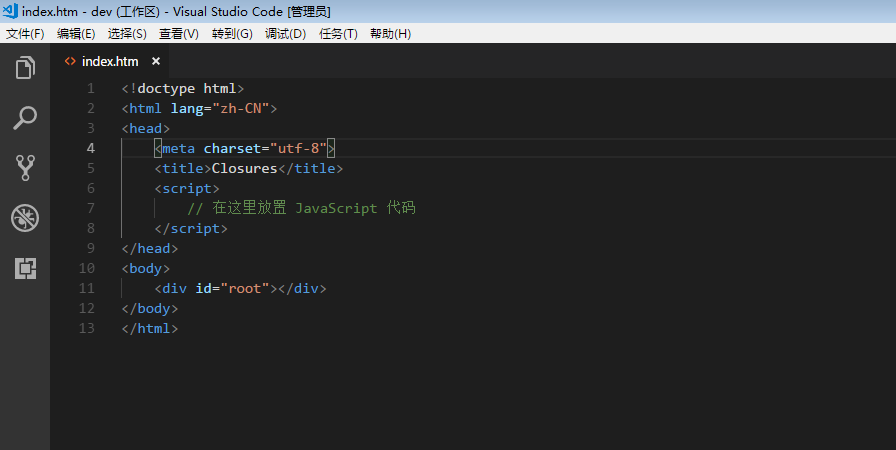 index.htm - dev (工作区) - Visual Studio Code [管理员]
文件(F) 编辑(E) 选择(S) 查看(V) 转到(G) 调试(D) 任务(T) 帮助(H)
<> index.htm ×
1 <!doctype html>
2 <html lang="zh-CN">
3 <head>
4     <meta charset="utf-8">
5     <title>Closures</title>
6     <script>
7         // 在这里放置 JavaScript 代码
8     </script>
9 </head>
10 <body>
11     <div id="root"></div>
12 </body>
13 </html>